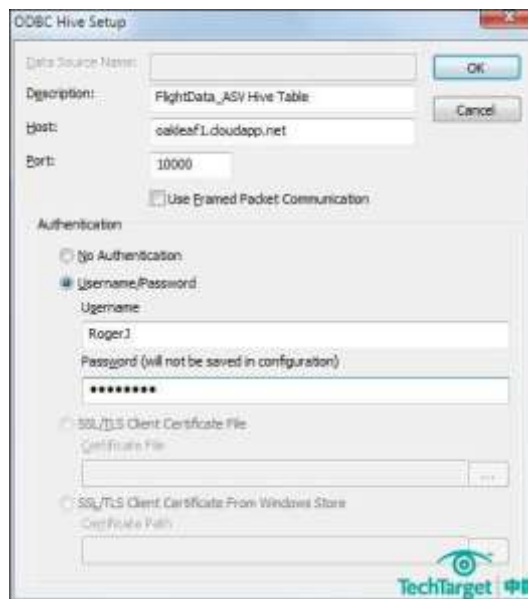 ODBC Hive Setup
Data Source Name:
OK
Description:
FlightData_ASV Hive Table
Cancel
Host:
oakleaf1.cloudapp.net
Port:
10000
Use Framed Packet Communication
Authentication
No Authentication
Username/Password
Username
RogerJ
Password (will not be saved in configuration)
••••••••
SSL/TLS Client Certificate File
Certificate File
...
SSL/TLS Client Certificate From Windows Store
Certificate Path
TechTarget